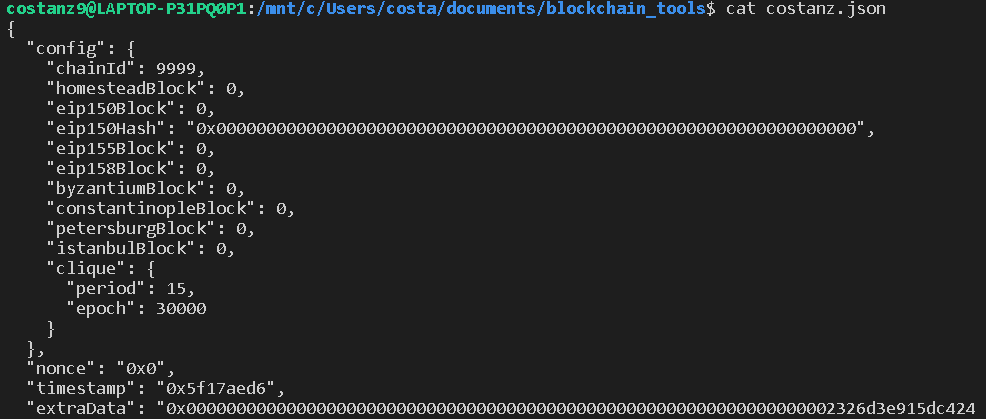 costanz9@LAPTOP-P31PQ0P1:/mnt/c/Users/costa/documents/blockchain_tools$ cat costanz.json
{
  "config": {
    "chainId": 9999,
    "homesteadBlock": 0,
    "eip150Block": 0,
    "eip150Hash": "0x0000000000000000000000000000000000000000000000000000000000000000",
    "eip155Block": 0,
    "eip158Block": 0,
    "byzantiumBlock": 0,
    "constantinopleBlock": 0,
    "petersburgBlock": 0,
    "istanbulBlock": 0,
    "clique": {
      "period": 15,
      "epoch": 30000
    }
  },
  "nonce": "0x0",
  "timestamp": "0x5f17aed6",
  "extraData": "0x00000000000000000000000000000000000000000000000000000000000000002326d3e915dc424